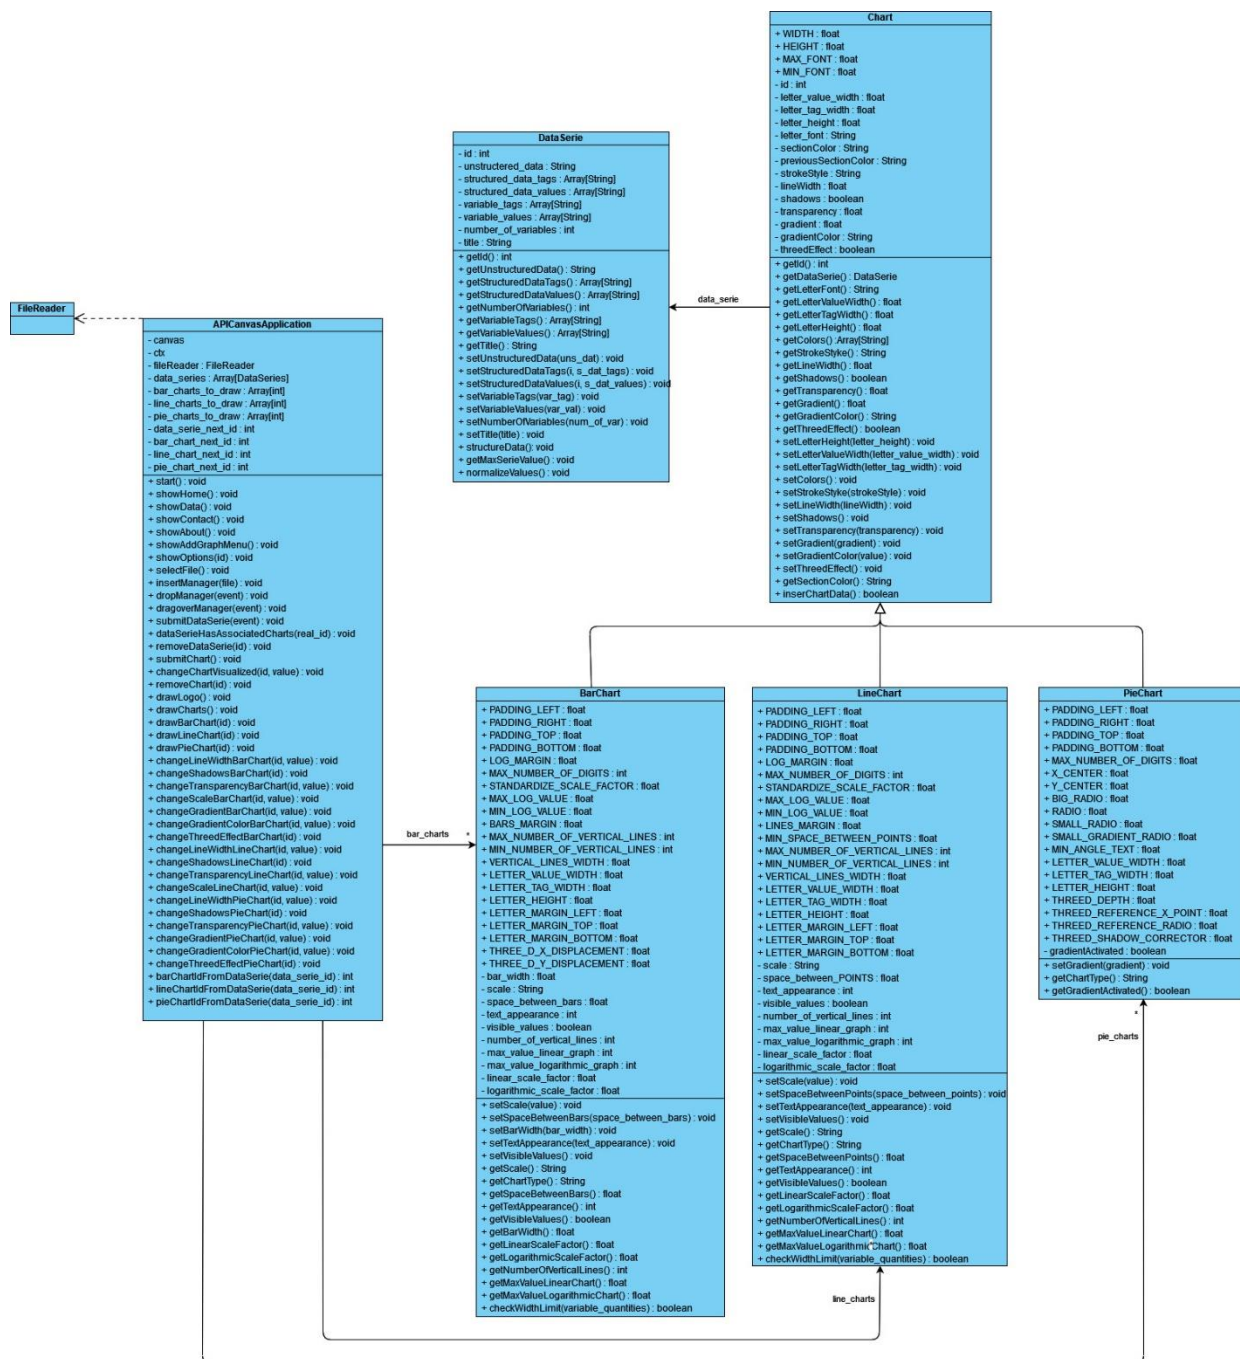 Chart
+ WIDTH : float
+ HEIGHT : float
+ MAX_FONT : float
+ MIN_FONT : float
- id : int
- letter_value_width : float
- letter_tag_width : float
- letter_height : float
- letter_font : String
- sectionColor : String
- previousSectionColor : String
- strokeStyle : String
- lineWidth : float
- shadows : boolean
- transparency : float
- gradient : float
- gradientColor : String
- threedEffect : boolean
+ getId() : int
+ getDataSerie() : DataSerie
+ getLetterFont() : String
+ getLetterValueWidth() : float
+ getLetterTagWidth() : float
+ getLetterHeight() : float
+ getColors() :Array[String]
+ getStrokeStyke() : String
+ getLineWidth() : float
+ getShadows() : boolean
+ getTransparency() : float
+ getGradient() : float
+ getGradientColor() : String
+ getThreedEffect() : boolean
+ setLetterHeight(letter_height) : void
+ setLetterValueWidth(letter_value_width) : void
+ setLetterTagWidth(letter_tag_width) : void
+ setColors() : void
+ setStrokeStyke(strokeStyle) : void
+ setLineWidth(lineWidth) : void
+ setShadows() : void
+ setTransparency(transparency) : void
+ setGradient(gradient) : void
+ setGradientColor(value) : void
+ setThreedEffect() : void
+ getSectionColor() : String
+ inserChartData() : boolean
DataSerie
- id : int
- unstructered_data : String
- structured_data_tags : Array[String]
- structured_data_values : Array[String]
- variable_tags : Array[String]
- variable_values : Array[String]
- number_of_variables : int
- title : String
+ getId() : int
+ getUnstructuredData() : String
+ getStructuredDataTags() : Array[String]
+ getStructuredDataValues() : Array[String]
+ getNumberOfVariables() : int
+ getVariableTags() : Array[String]
+ getVariableValues() : Array[String]
+ getTitle() : String
+ setUnstructuredData(uns_dat) : void
+ setStructuredDataTags(i, s_dat_tags) : void
+ setStructuredDataValues(i, s_dat_values) : void
+ setVariableTags(var_tag) : void
+ setVariableValues(var_val) : void
+ setNumberOfVariables(num_of_var) : void
+ setTitle(title) : void
+ structureData(): void
+ getMaxSerieValue() : void
+ normalizeValues() : void
data_serie
FileReader
APICanvasApplication
- canvas
- ctx
- fileReader : FileReader
- data_series : Array[DataSeries]
- bar_charts_to_draw : Array[int]
- line_charts_to_draw : Array[int]
- pie_charts_to_draw : Array[int]
- data_serie_next_id : int
- bar_chart_next_id : int
- line_chart_next_id : int
- pie_chart_next_id : int
+ start() : void
+ showHome() : void
+ showData() : void
+ showContact() : void
+ showAbout() : void
+ showAddGraphMenu() : void
+ showOptions(id) : void
+ selectFile() : void
+ insertManager(file) : void
+ dropManager(event) : void
+ dragoverManager(event) : void
+ submitDataSerie(event) : void
+ dataSerieHasAssociatedCharts(real_id) : void
+ removeDataSerie(id) : void
+ submitChart() : void
+ changeChartVisualized(id, value) : void
+ removeChart(id) : void
+ drawLogo() : void
+ drawCharts() : void
+ drawBarChart(id) : void
+ drawLineChart(id) : void
+ drawPieChart(id) : void
+ changeLineWidthBarChart(id, value) : void
+ changeShadowsBarChart(id) : void
+ changeTransparencyBarChart(id, value) : void
+ changeScaleBarChart(id, value) : void
+ changeGradientBarChart(id, value) : void
+ changeGradientColorBarChart(id, value) : void
+ changeThreedEffectBarChart(id) : void
+ changeLineWidthLineChart(id, value) : void
+ changeShadowsLineChart(id) : void
+ changeTransparencyLineChart(id, value) : void
+ changeScaleLineChart(id, value) : void
+ changeLineWidthPieChart(id, value) : void
+ changeShadowsPieChart(id) : void
+ changeTransparencyPieChart(id, value) : void
+ changeGradientPieChart(id, value) : void
+ changeGradientColorPieChart(id, value) : void
+ changeThreedEffectPieChart(id) : void
+ barChartIdFromDataSerie(data_serie_id) : int
+ lineChartIdFromDataSerie(data_serie_id) : int
+ pieChartIdFromDataSerie(data_serie_id) : int
bar_charts *
BarChart
+ PADDING_LEFT : float
+ PADDING_RIGHT : float
+ PADDING_TOP : float
+ PADDING_BOTTOM : float
+ LOG_MARGIN : float
+ MAX_NUMBER_OF_DIGITS : int
+ STANDARDIZE_SCALE_FACTOR : float
+ MAX_LOG_VALUE : float
+ MIN_LOG_VALUE : float
+ BARS_MARGIN : float
+ MAX_NUMBER_OF_VERTICAL_LINES : int
+ MIN_NUMBER_OF_VERTICAL_LINES : int
+ VERTICAL_LINES_WIDTH : float
+ LETTER_VALUE_WIDTH : float
+ LETTER_TAG_WIDTH : float
+ LETTER_HEIGHT : float
+ LETTER_MARGIN_LEFT : float
+ LETTER_MARGIN_TOP : float
+ LETTER_MARGIN_BOTTOM : float
+ THREE_D_X_DISPLACEMENT : float
+ THREE_D_Y_DISPLACEMENT : float
- bar_width : float
- scale : String
- space_between_bars : float
- text_appearance : int
- visible_values : boolean
- number_of_vertical_lines : int
- max_value_linear_graph : int
- max_value_logarithmic_graph : int
- linear_scale_factor : float
- logarithmic_scale_factor : float
+ setScale(value) : void
+ setSpaceBetweenBars(space_between_bars) : void
+ setBarWidth(bar_width) : void
+ setTextAppearance(text_appearance) : void
+ setVisibleValues() : void
+ getScale() : String
+ getChartType() : String
+ getSpaceBetweenBars() : float
+ getTextAppearance() : int
+ getVisibleValues() : boolean
+ getBarWidth() : float
+ getLinearScaleFactor() : float
+ getLogarithmicScaleFactor() : float
+ getNumberOfVerticalLines() : int
+ getMaxValueLinearChart() : float
+ getMaxValueLogarithmicChart() : float
+ checkWidthLimit(variable_quantities) : boolean
LineChart
+ PADDING_LEFT : float
+ PADDING_RIGHT : float
+ PADDING_TOP : float
+ PADDING_BOTTOM : float
+ LOG_MARGIN : float
+ MAX_NUMBER_OF_DIGITS : int
+ STANDARDIZE_SCALE_FACTOR : float
+ MAX_LOG_VALUE : float
+ MIN_LOG_VALUE : float
+ LINES_MARGIN : float
+ MIN_SPACE_BETWEEN_POINTS : float
+ MAX_NUMBER_OF_VERTICAL_LINES : int
+ MIN_NUMBER_OF_VERTICAL_LINES : int
+ VERTICAL_LINES_WIDTH : float
+ LETTER_VALUE_WIDTH : float
+ LETTER_TAG_WIDTH : float
+ LETTER_HEIGHT : float
+ LETTER_MARGIN_LEFT : float
+ LETTER_MARGIN_TOP : float
+ LETTER_MARGIN_BOTTOM : float
- scale : String
- space_between_POINTS : float
- text_appearance : int
- visible_values : boolean
- number_of_vertical_lines : int
- max_value_linear_graph : int
- max_value_logarithmic_graph : int
- linear_scale_factor : float
- logarithmic_scale_factor : float
+ setScale(value) : void
+ setSpaceBetweenPoints(space_between_points) : void
+ setTextAppearance(text_appearance) : void
+ setVisibleValues() : void
+ getScale() : String
+ getChartType() : String
+ getSpaceBetweenPoints() : float
+ getTextAppearance() : int
+ getVisibleValues() : boolean
+ getLinearScaleFactor() : float
+ getLogarithmicScaleFactor() : float
+ getNumberOfVerticalLines() : int
+ getMaxValueLinearChart() : float
+ getMaxValueLogarithmicChart() : float
+ checkWidthLimit(variable_quantities) : boolean
line_charts
PieChart
+ PADDING_LEFT : float
+ PADDING_RIGHT : float
+ PADDING_TOP : float
+ PADDING_BOTTOM : float
+ MAX_NUMBER_OF_DIGITS : float
+ X_CENTER : float
+ Y_CENTER : float
+ BIG_RADIO : float
+ RADIO : float
+ SMALL_RADIO : float
+ SMALL_GRADIENT_RADIO : float
+ MIN_ANGLE_TEXT : float
+ LETTER_VALUE_WIDTH : float
+ LETTER_TAG_WIDTH : float
+ LETTER_HEIGHT : float
+ THREED_DEPTH : float
+ THREED_REFERENCE_X_POINT : float
+ THREED_REFERENCE_RADIO : float
+ THREED_SHADOW_CORRECTOR : float
- gradientActivated : boolean
+ setGradient(gradient) : void
+ getChartType() : String
+ getGradientActivated() : boolean
*
pie_charts